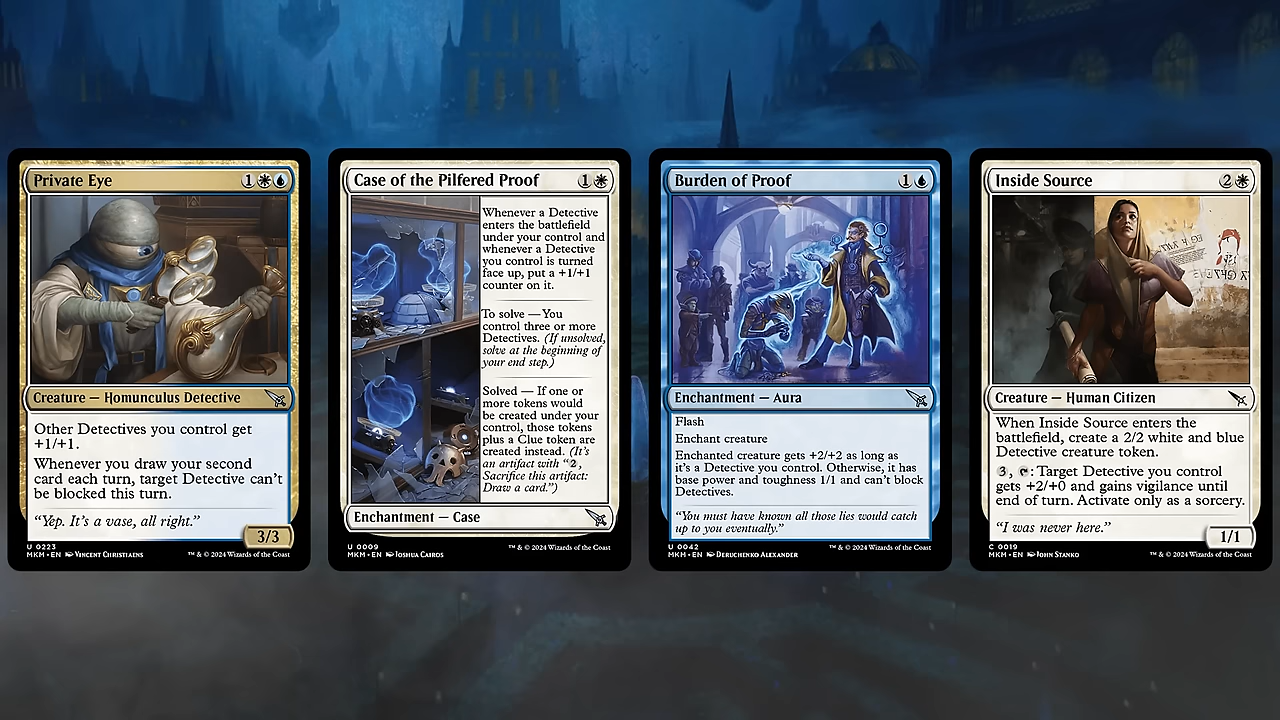 Private Eye 1
Other Detectives you control get
+1/+1.
Whenever you draw your second
card each turn, target Detective can't
be blocked this turn.
"Yep. It's a vase, all right."
Creature — Homunculus Detective
3/3
U 0223
MKM • EN Vincent Christiaens
™ & © 2024 Wizards of the Coast
Case of the Pilfered Proof 1
Whenever a Detective
enters the battlefield
under your control and
whenever a Detective
you control is turned
face up, put a +1/+1
counter on it.
To solve — You
control three or more
Detectives. (If unsolved,
solve at the beginning of
your end step.)
Solved — If one or
more tokens would
be created under your
control, those tokens
plus a Clue token are
created instead. (It's
an artifact with "2,
Sacrifice this artifact:
Draw a card.")
Enchantment — Case
U 0009
MKM • EN Joshua Cairos
™ & © 2024 Wizards of the Coast
Burden of Proof 1
Enchantment — Aura
Flash
Enchant creature
Enchanted creature gets +2/+2 as long as
it's a Detective you control. Otherwise, it has
base power and toughness 1/1 and can't block
Detectives.
"You must have known all those lies would catch
up to you eventually."
U 0042
MKM • EN Deruchenko Alexander
™ & © 2024 Wizards of the Coast
Inside Source 2
Creature — Human Citizen
When Inside Source enters the
battlefield, create a 2/2 white and blue
Detective creature token.
3, : Target Detective you control
gets +2/+0 and gains vigilance until
end of turn. Activate only as a sorcery.
"I was never here."
1/1
C 0019
MKM • EN John Stanko
™ & © 2024 Wizards of the Coast